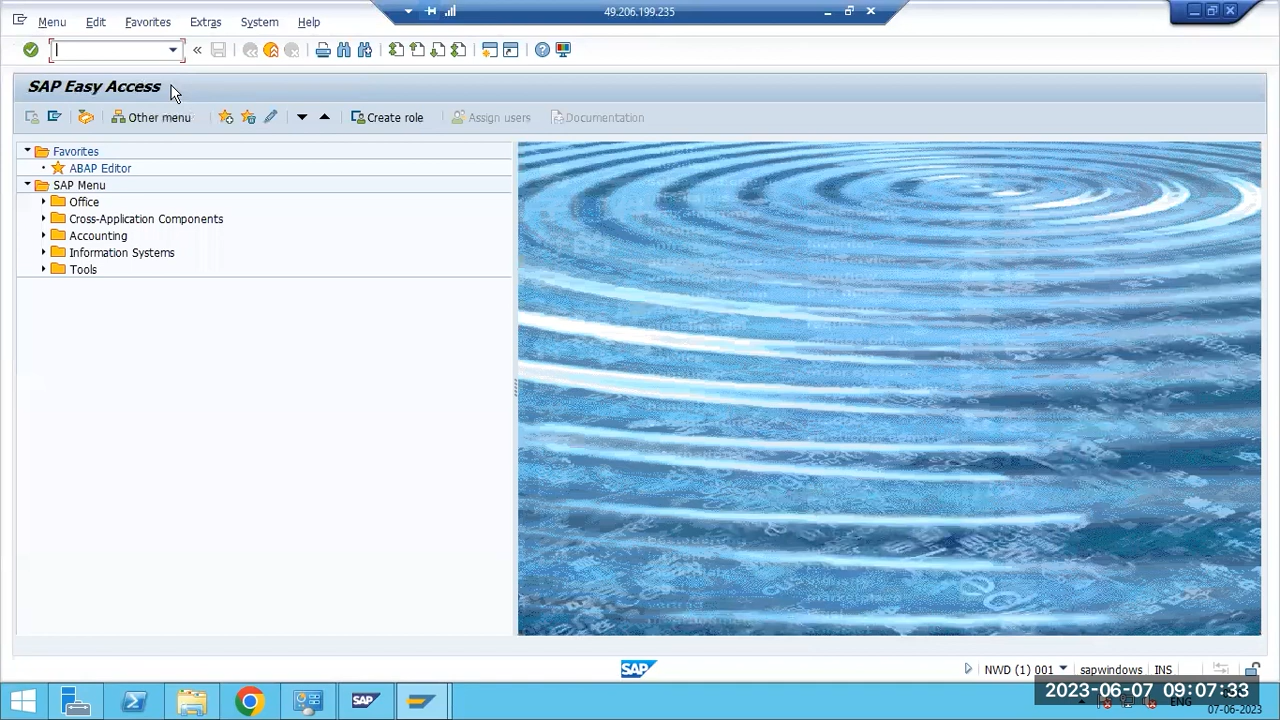 49.206.199.235
Menu Edit Favorites Extras System Help
SAP Easy Access
Other menu Create role Assign users Documentation
Favorites
ABAP Editor
SAP Menu
Office
Cross-Application Components
Accounting
Information Systems
Tools
SAP
NWD (1) 001 sapwindows INS
SAP
2023-06-07 09:07:33
ENG
07-06-2023